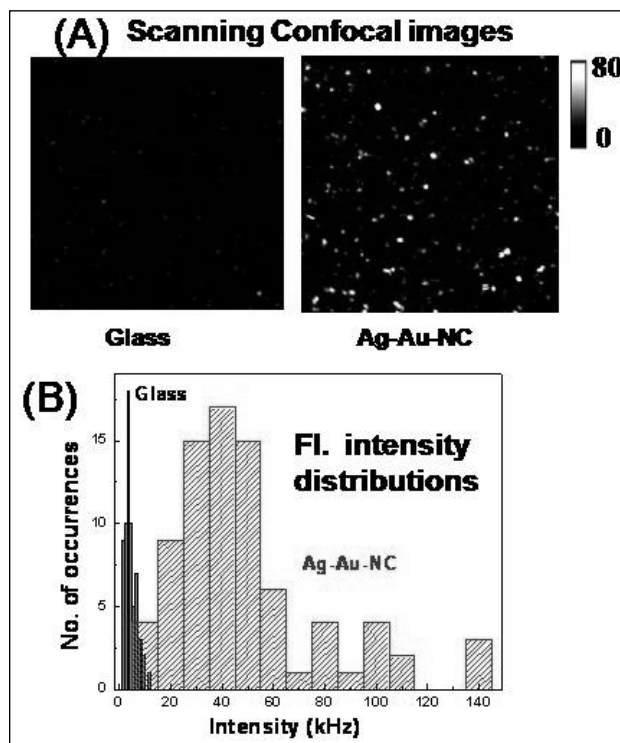 (A) Scanning Confocal images
80
0
Glass
Ag-Au-NC
(B)
Glass
Fl. intensity
distributions
Ag-Au-NC
No. of occurrences
15
10
5
0
0 20 40 60 80 100 120 140
Intensity (kHz)